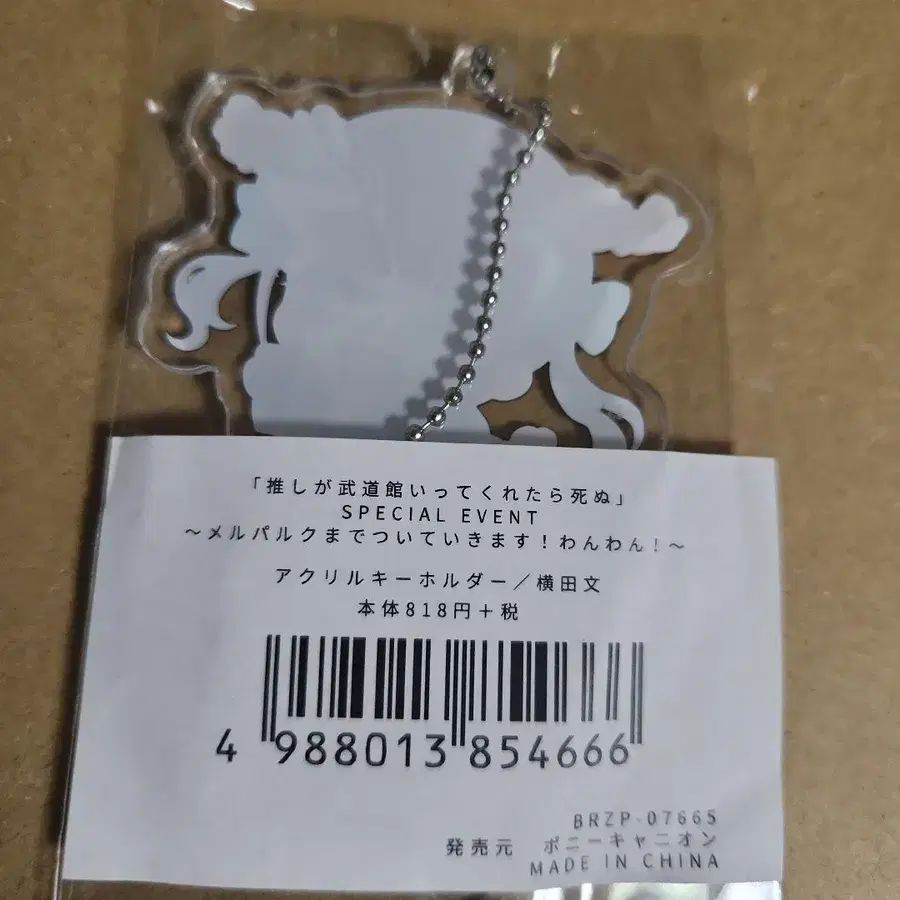 「推しが武道館いってくれたら死ぬ」
SPECIAL EVENT
～メルパルクまでついていきます！わんわん！～
アクリルキーホルダー／横田文
本体818円＋税
4 988013 854666
BRZP-07665
発売元 ポニーキャニオン
MADE IN CHINA